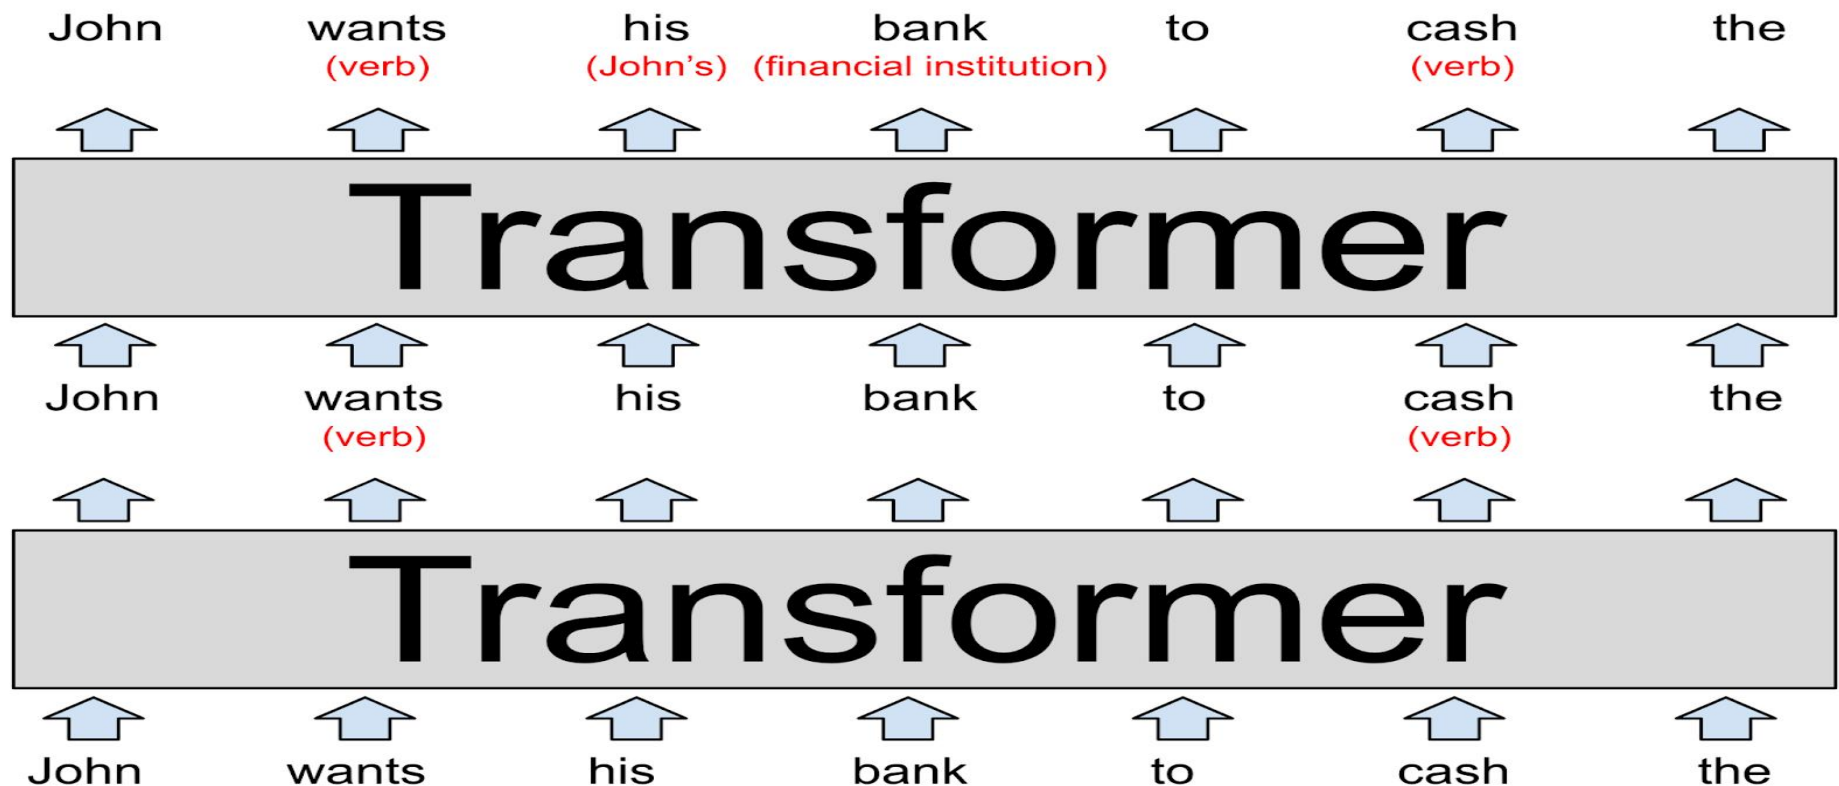 John wants his bank to cash the
(verb) (John's) (financial institution) (verb)
Transformer
John wants his bank to cash the
(verb) (verb)
Transformer
John wants his bank to cash the